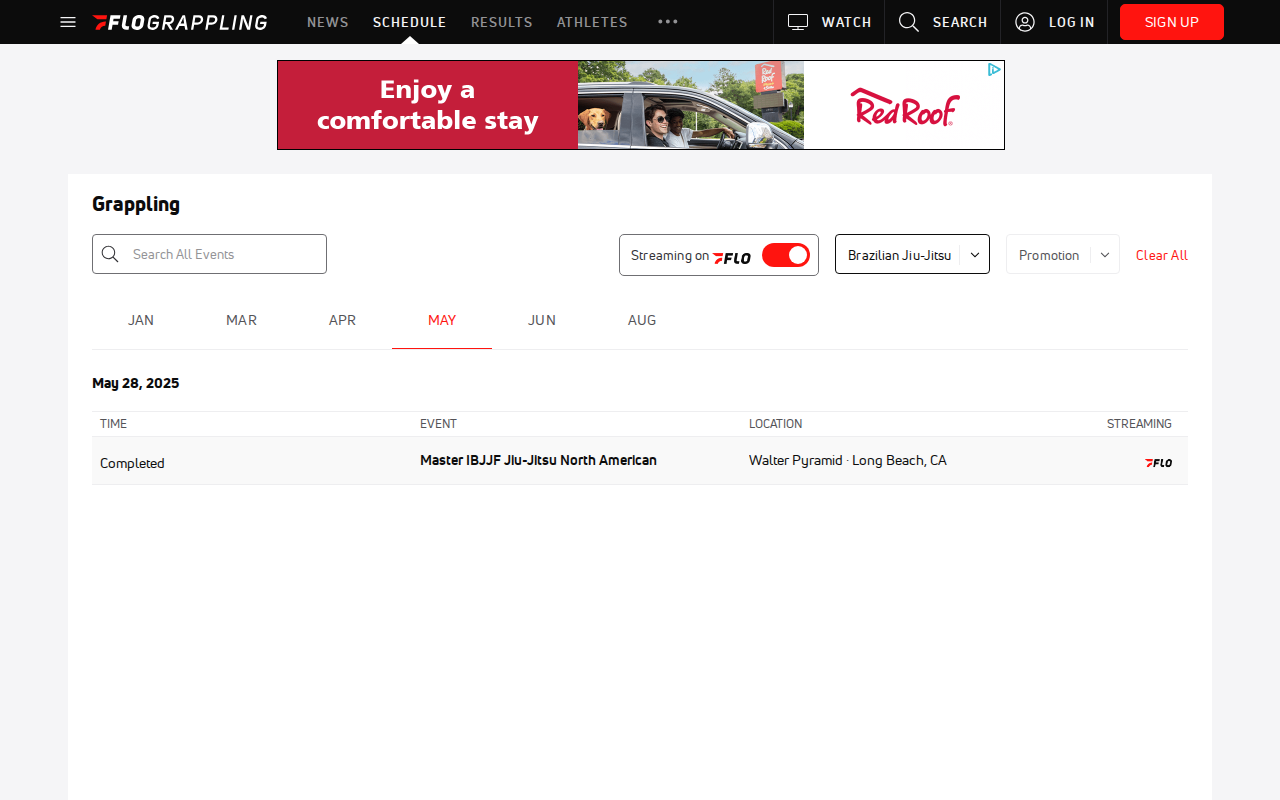 FLOGRAPPLING
NEWS
SCHEDULE
RESULTS
ATHLETES
WATCH
SEARCH
LOG IN
SIGN UP
Enjoy a
comfortable stay
Red Roof
Red Roof
Grappling
Search All Events
Streaming on FLO
Brazilian Jiu-Jitsu
Promotion
Clear All
JAN
MAR
APR
MAY
JUN
AUG
May 28, 2025
TIME
EVENT
LOCATION
STREAMING
Completed
Master IBJJF Jiu-Jitsu North American
Walter Pyramid · Long Beach, CA
FLO